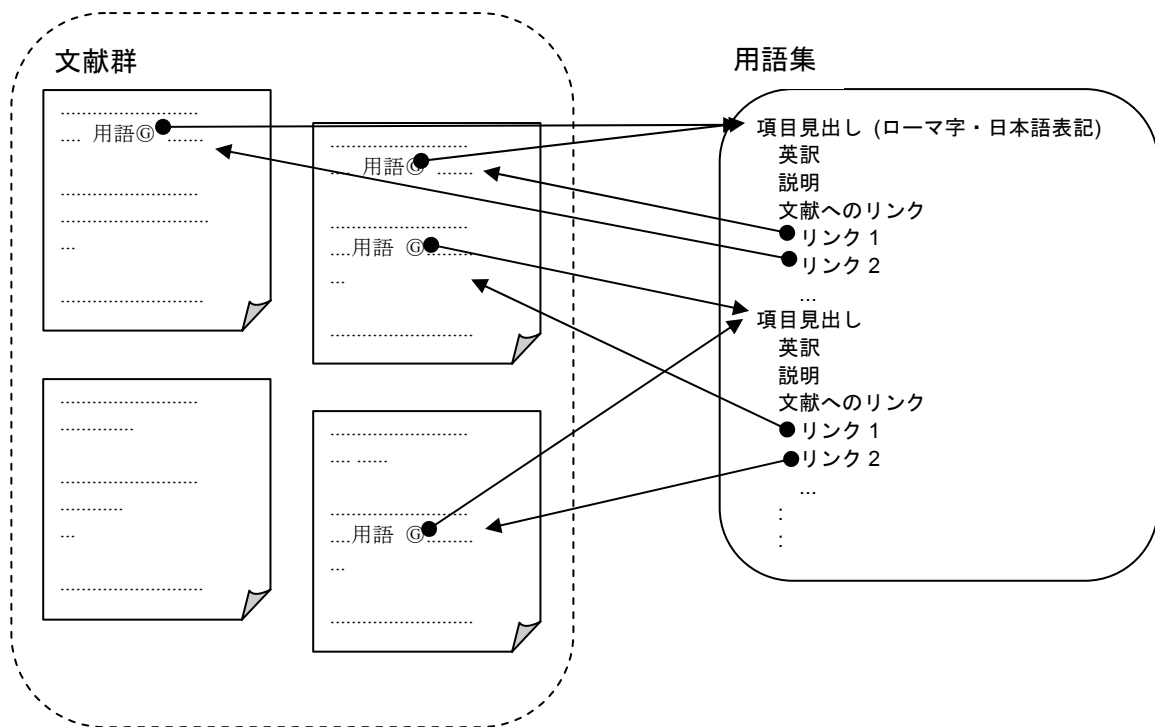 文献群
........................
.... 用語Ⓖ.......
.......................
........................
...
.......................
.......................
.... 用語Ⓖ .......
......................
....用語 Ⓖ.........
...
.......................
.......................
............
.......................
..........
...
........................
......................
.... ......
......................
....用語 Ⓖ.........
...
.......................
用語集
項目見出し (ローマ字・日本語表記)
英訳
説明
文献へのリンク
リンク 1
リンク 2
...
項目見出し
英訳
説明
文献へのリンク
リンク 1
リンク 2
...
:
: